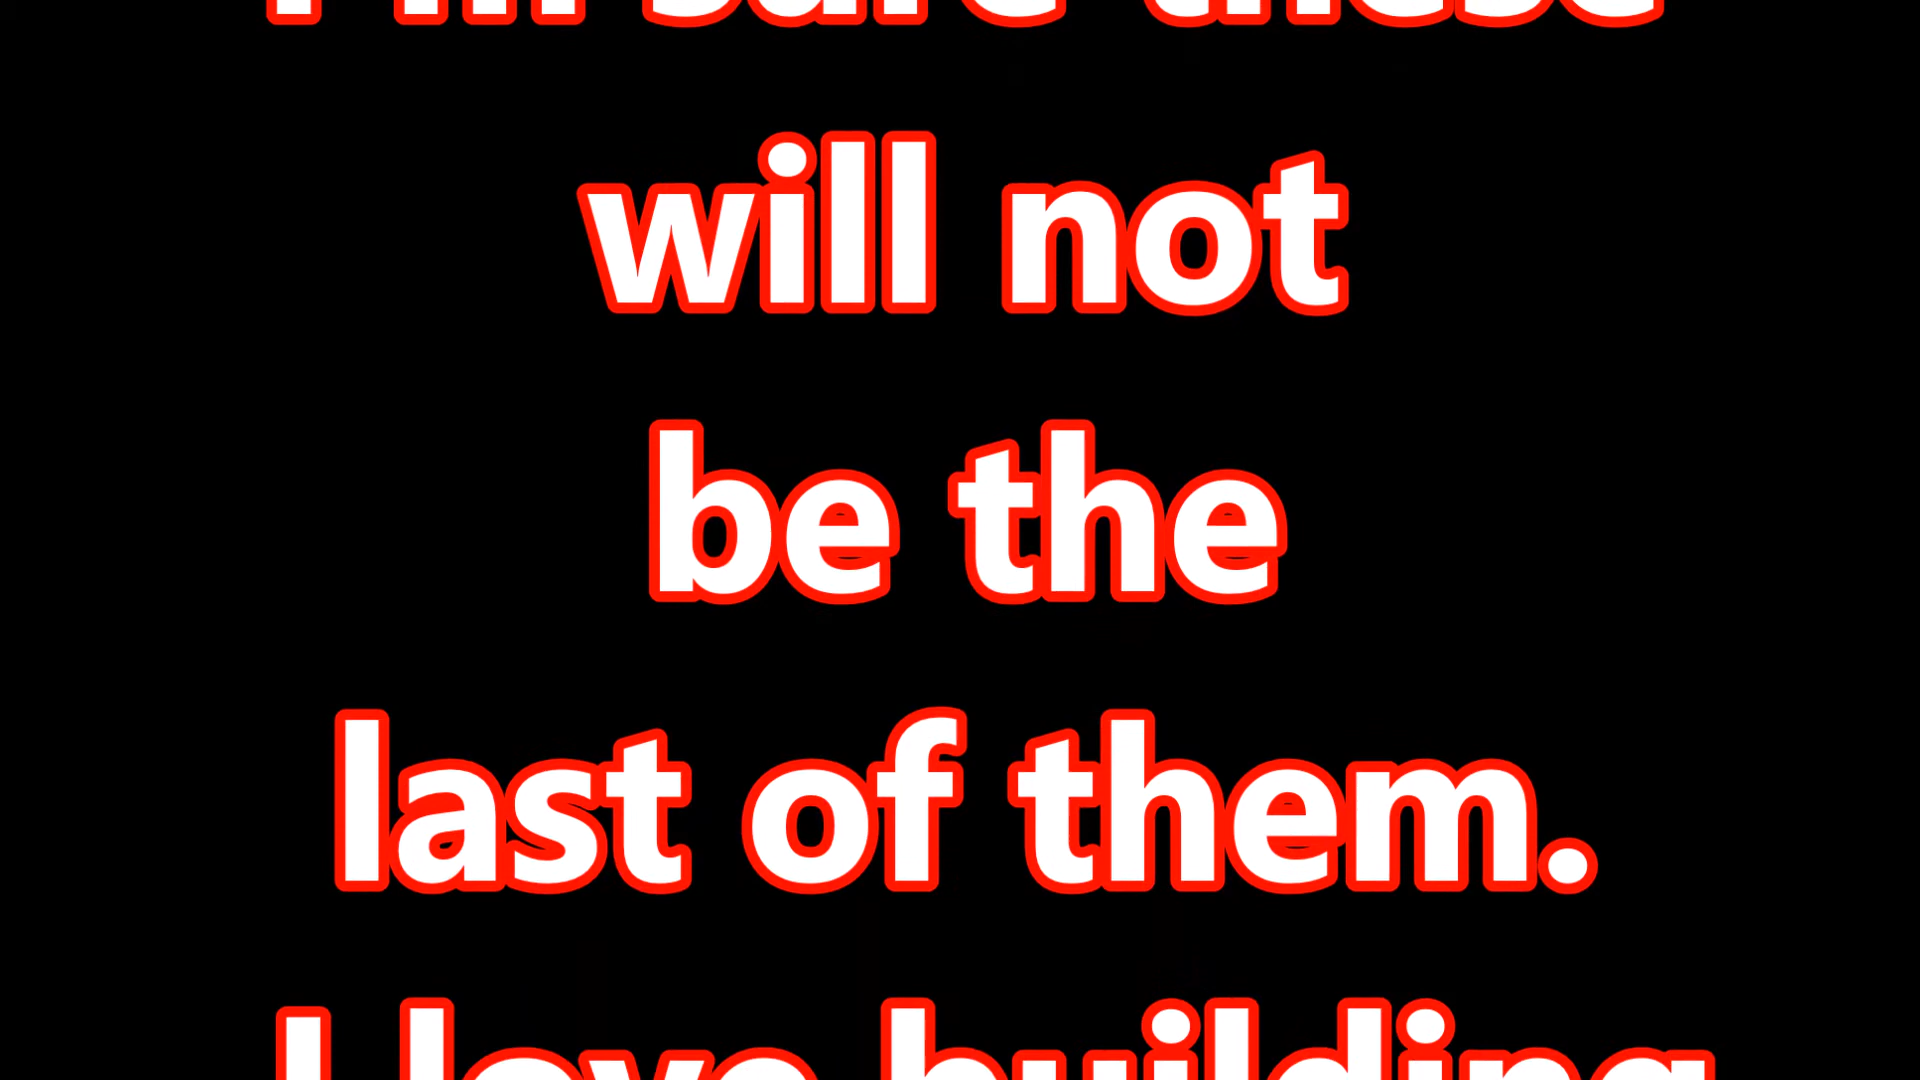 I'm sure these
will not
be the
last of them.
I love building